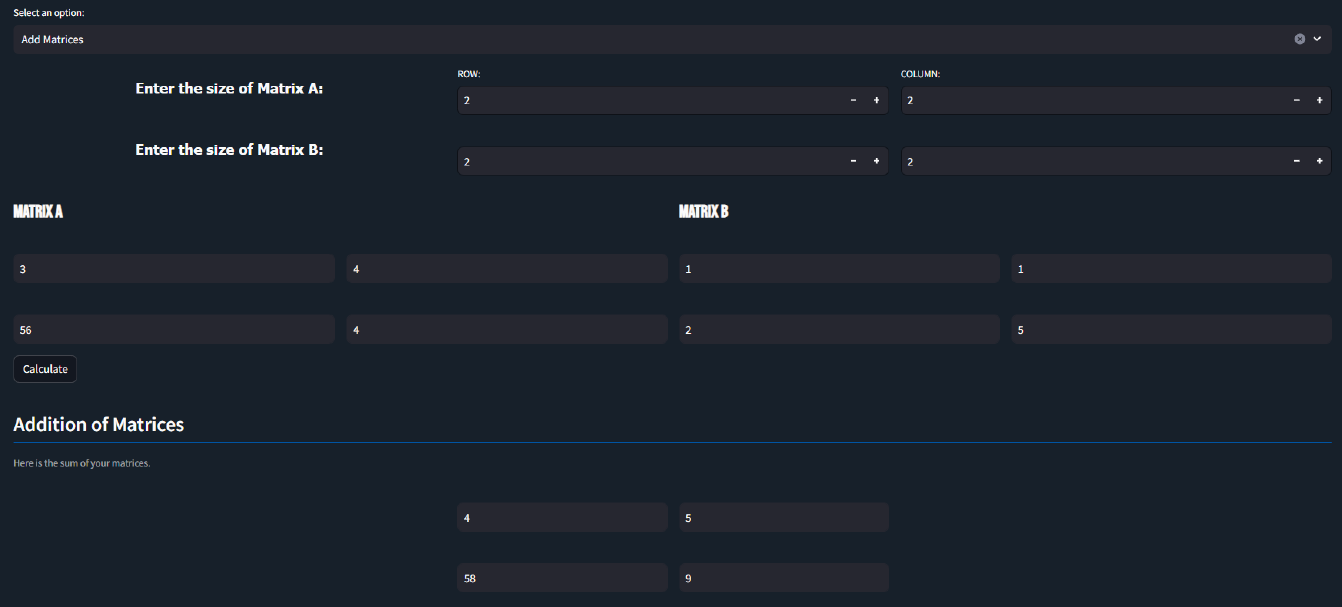 Select an option:
Add Matrices
ROW:
COLUMN:
Enter the size of Matrix A:
2 - +
2 - +
Enter the size of Matrix B:
2 - +
2 - +
MATRIX A
MATRIX B
3 4 1 1
56 4 2 5
Calculate
Addition of Matrices
Here is the sum of your matrices.
4 5
58 9